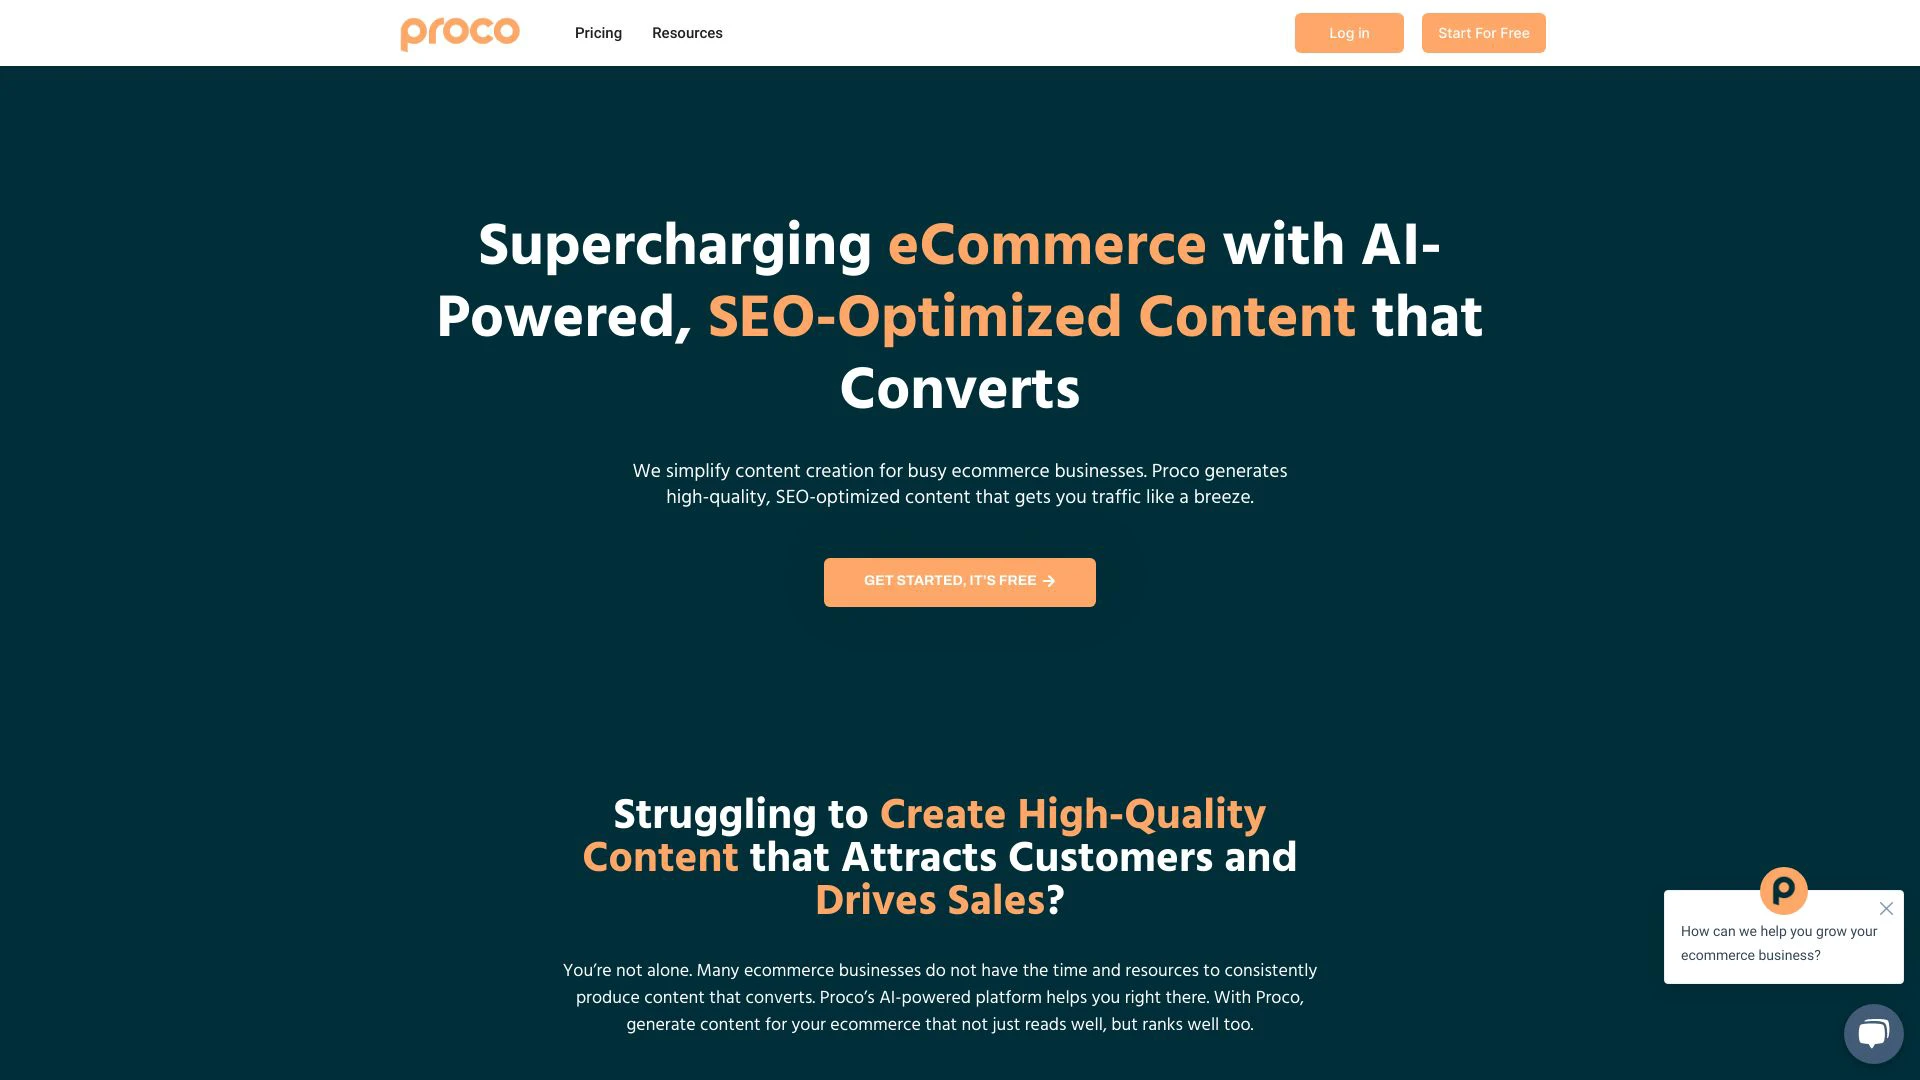 proco
Pricing
Resources
Log in
Start For Free
Supercharging eCommerce with AI-
Powered, SEO-Optimized Content that
Converts
We simplify content creation for busy ecommerce businesses. Proco generates
high-quality, SEO-optimized content that gets you traffic like a breeze.
GET STARTED, IT'S FREE →
Struggling to Create High-Quality
Content that Attracts Customers and
Drives Sales?
You’re not alone. Many ecommerce businesses do not have the time and resources to consistently
produce content that converts. Proco’s AI-powered platform helps you right there. With Proco,
generate content for your ecommerce that not just reads well, but ranks well too.
p
How can we help you grow your
ecommerce business?